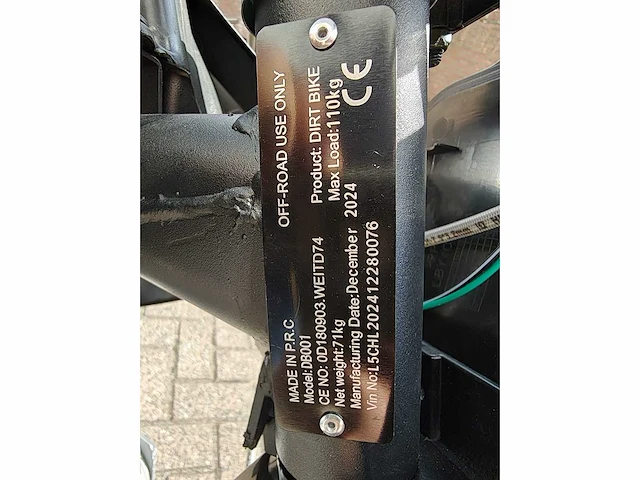 OFF-ROAD USE ONLY
MADE IN P.R.C
Model:DB001 Product: DIRT BIKE
CE NO: 0D180903.WEITD74 Max Load:110kg
Net weight:71kg CE
Manufacturing Date:December 2024
Vin No:L5CHL202412280076